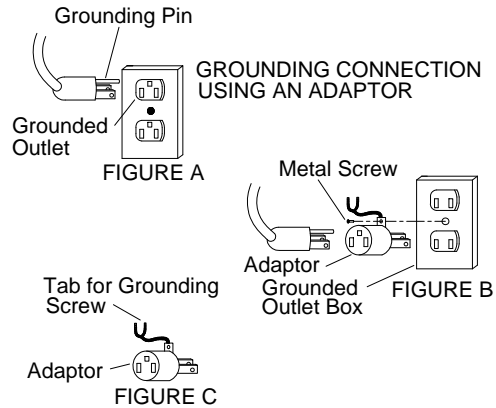 Grounding Pin
GROUNDING CONNECTION
USING AN ADAPTOR
Grounded
Outlet
FIGURE A
Metal Screw
Adaptor
Grounded
Outlet Box
FIGURE B
Tab for Grounding
Screw
Adaptor
FIGURE C